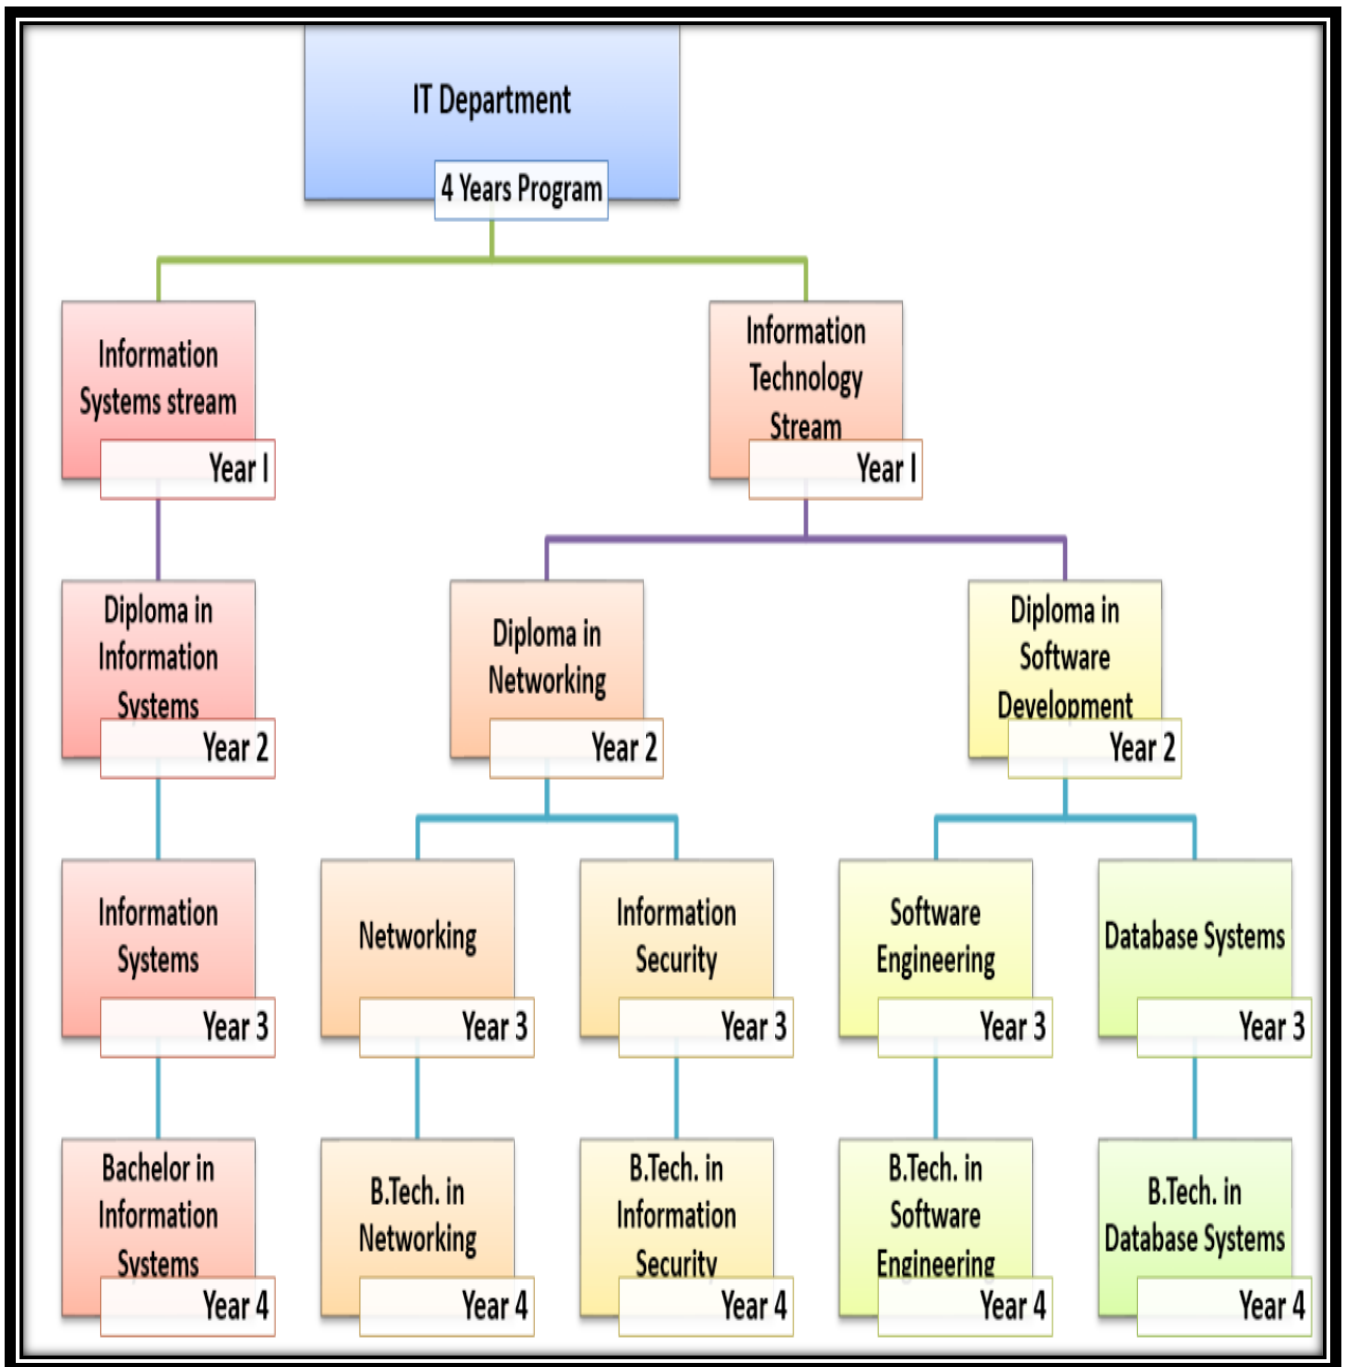 IT Department
4 Years Program
Information
Systems stream
Year I
Information
Technology
Stream
Year I
Diploma in
Information
Systems
Year 2
Diploma in
Networking
Year 2
Diploma in
Software
Development
Year 2
Information
Systems
Year 3
Networking
Year 3
Information
Security
Year 3
Software
Engineering
Year 3
Database Systems
Year 3
Bachelor in
Information
Systems
Year 4
B.Tech. in
Networking
Year 4
B.Tech. in
Information
Security
Year 4
B.Tech. in
Software
Engineering
Year 4
B.Tech. in
Database Systems
Year 4